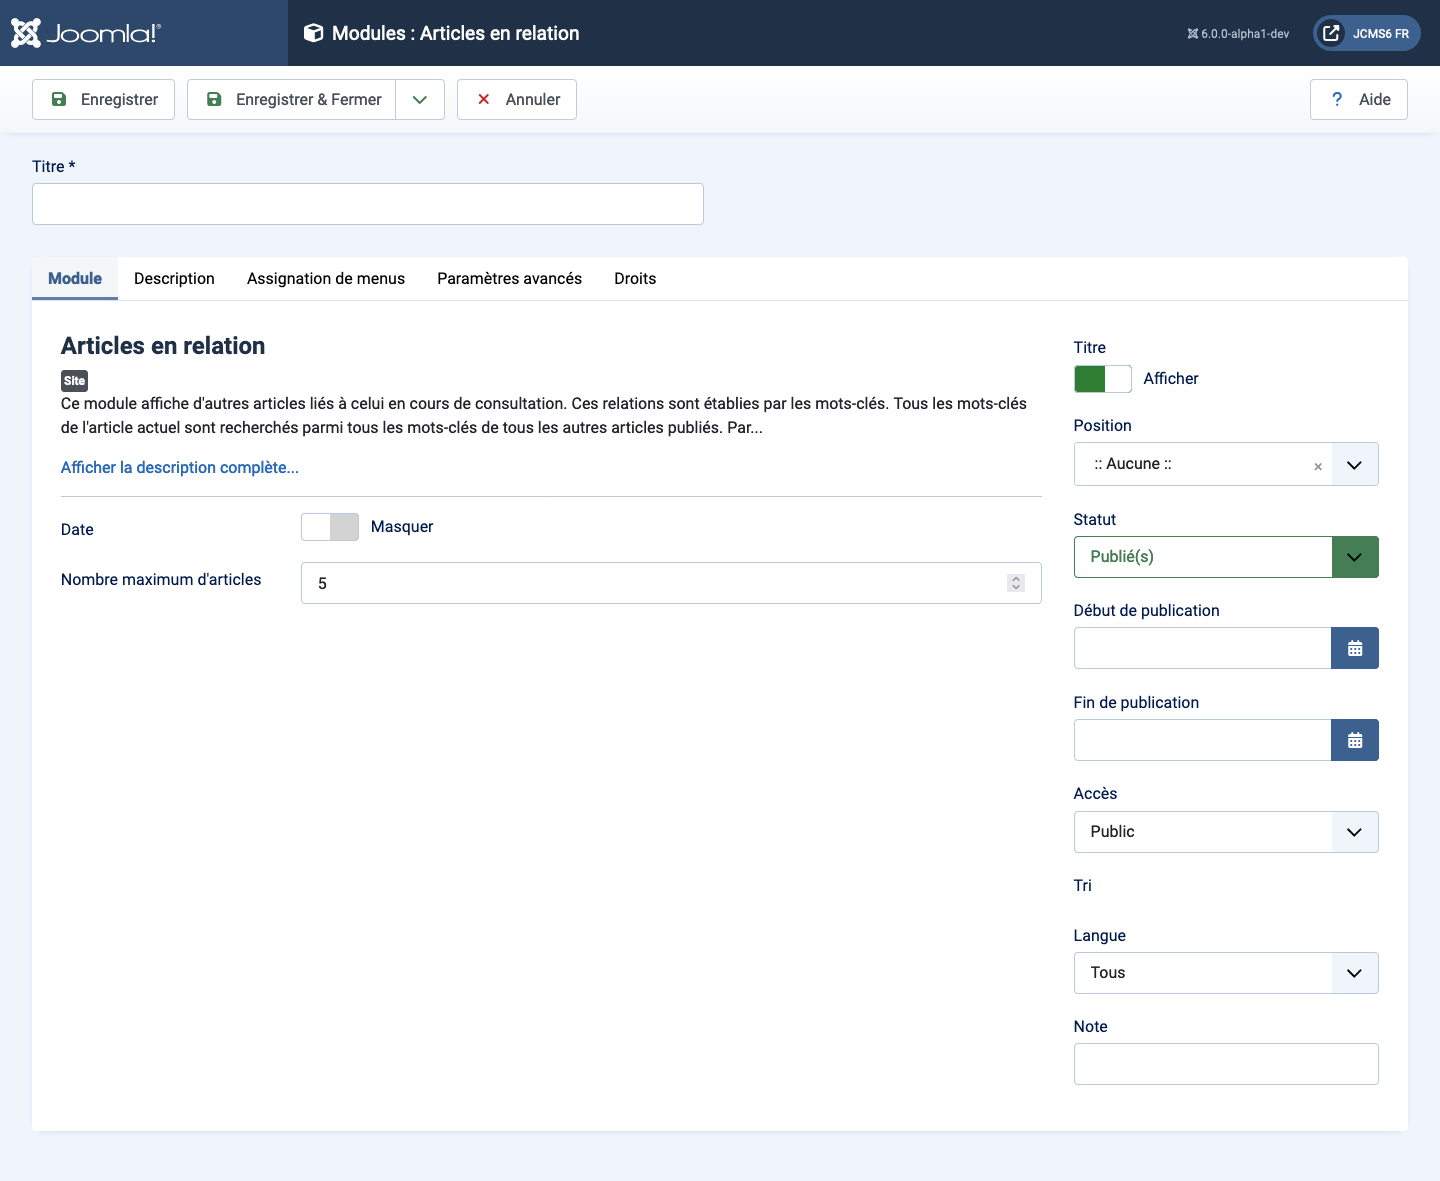 Joomla!®
Modules : Articles en relation
6.0.0-alpha1-dev
JCMS6 FR
Enregistrer
Enregistrer & Fermer
Annuler
? Aide
Titre *
Module
Description
Assignation de menus
Paramètres avancés
Droits
Articles en relation
Site
Ce module affiche d'autres articles liés à celui en cours de consultation. Ces relations sont établies par les mots-clés. Tous les mots-clés
de l'article actuel sont recherchés parmi tous les mots-clés de tous les autres articles publiés. Par...
Afficher la description complète...
Date
Masquer
Nombre maximum d'articles
5
Titre
Afficher
Position
:: Aucune ::
×
Statut
Publié(s)
Début de publication
Fin de publication
Accès
Public
Tri
Langue
Tous
Note